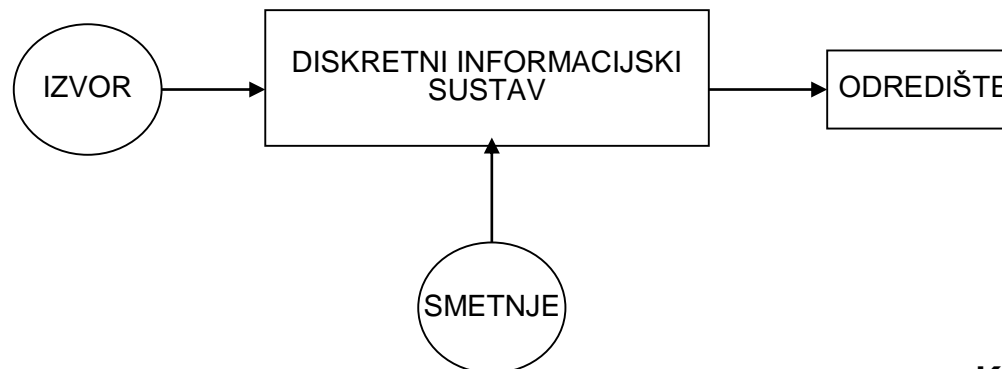 IZVOR
DISKRETNI INFORMACIJSKI
SUSTAV
ODREDIŠTE
SMETNJE